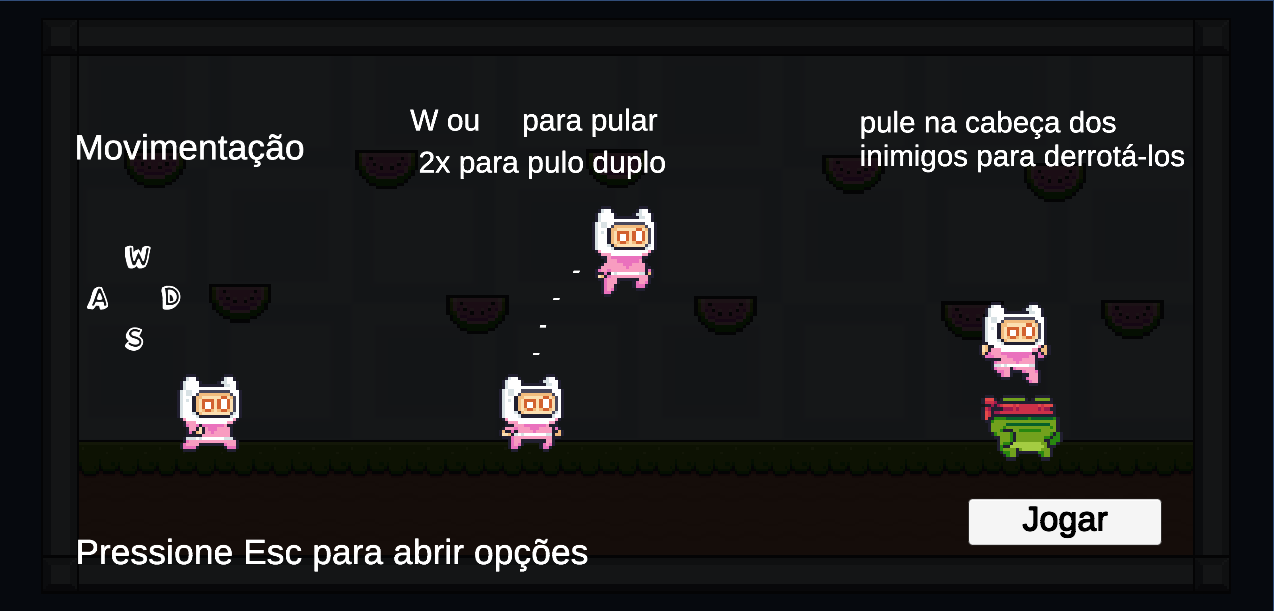 Movimentação
W
A D
S
W ou para pular
2x para pulo duplo
pule na cabeça dos
inimigos para derrotá-los
Jogar
Pressione Esc para abrir opções